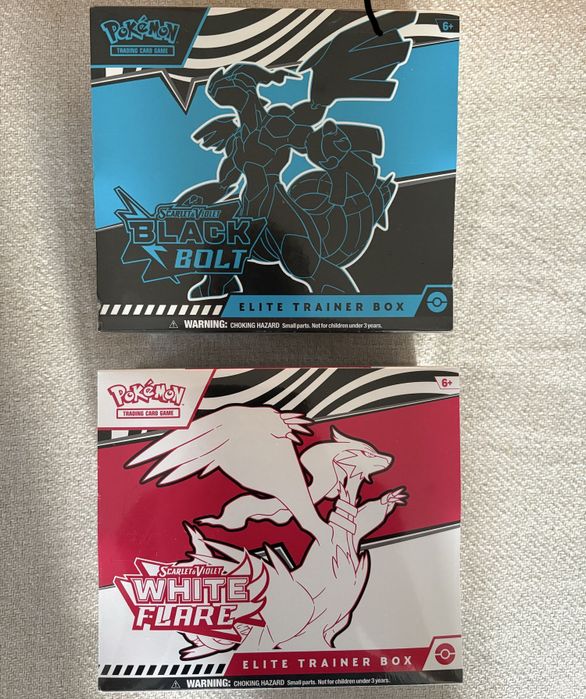 POKéMON
TRADING CARD GAME
6+
SCARLET & VIOLET
BLACK
BOLT
ELITE TRAINER BOX
WARNING: CHOKING HAZARD Small parts. Not for children under 3 years.
POKéMON
TRADING CARD GAME
6+
SCARLET & VIOLET
WHITE
FLARE
ELITE TRAINER BOX
WARNING: CHOKING HAZARD Small parts. Not for children under 3 years.